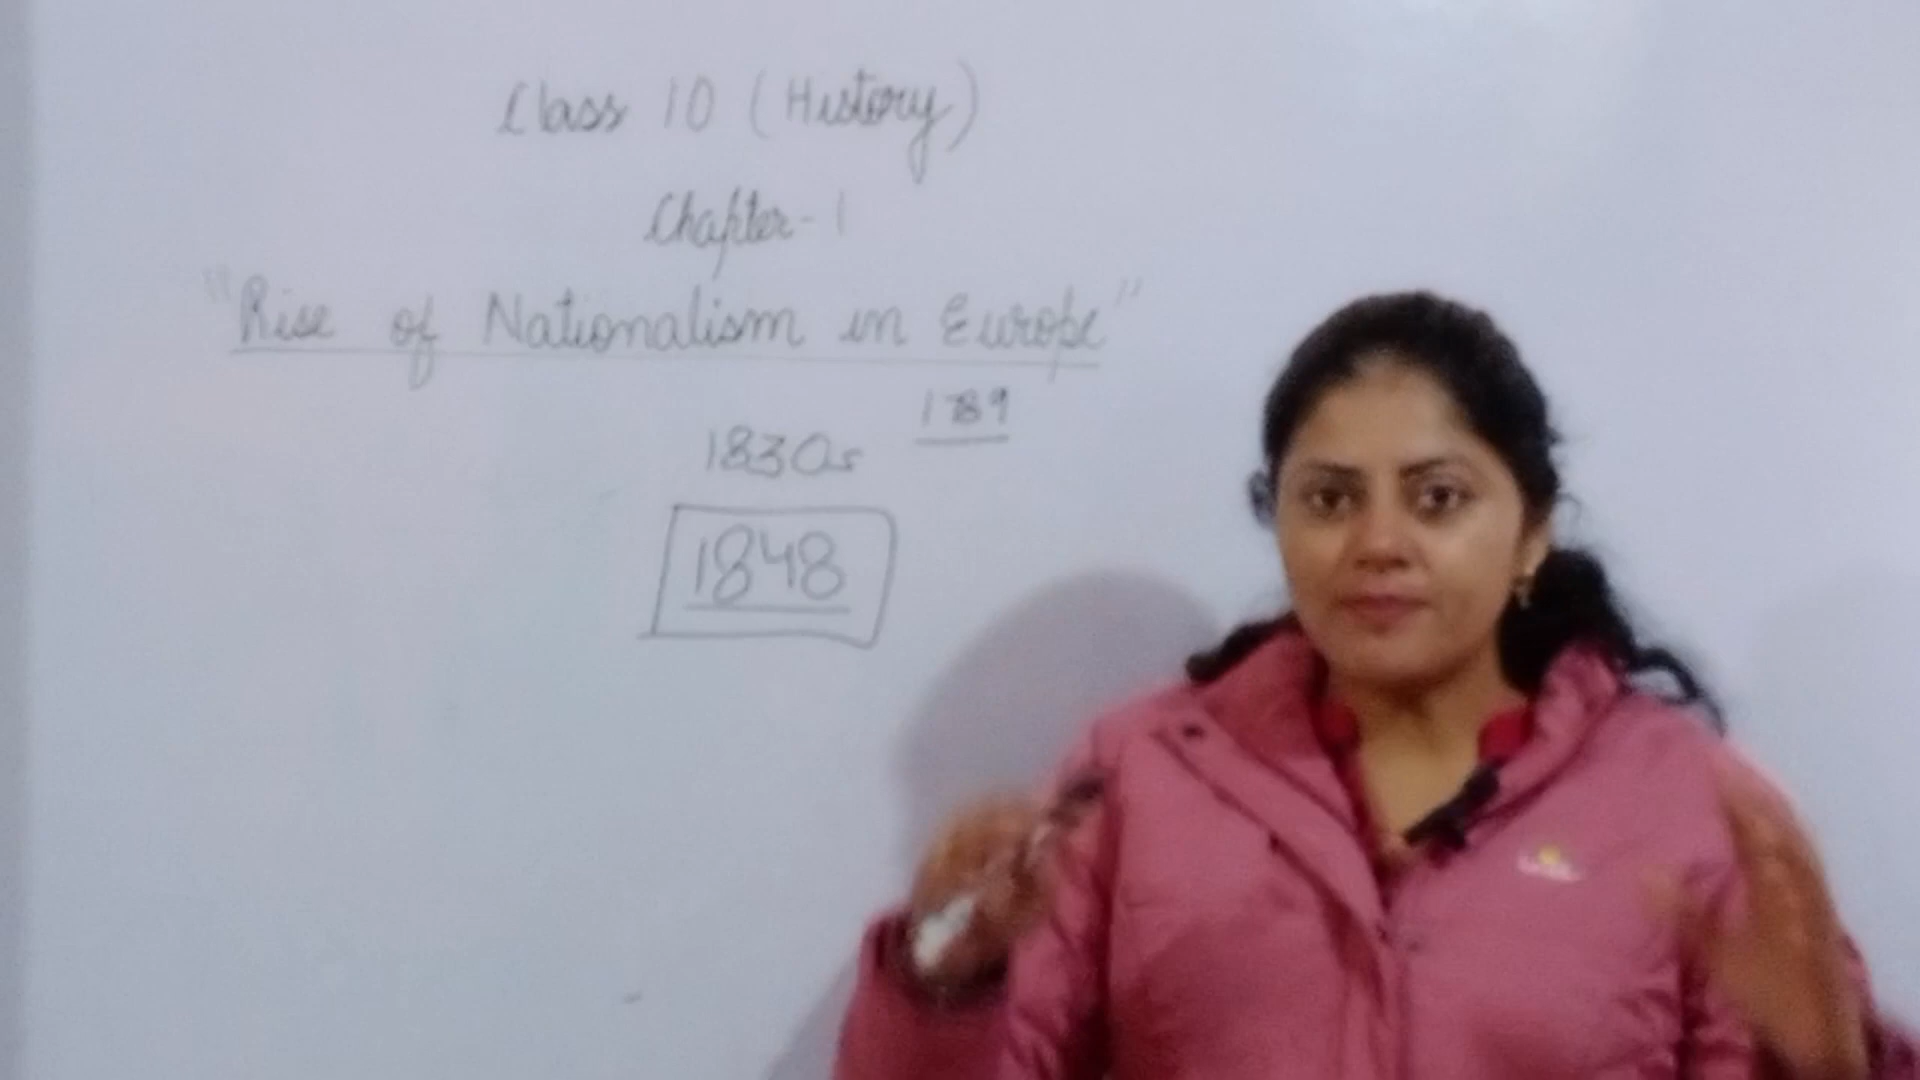 Class 10 (History)
Chapter-1
"Rise of Nationalism in Europe"
1789
1830s
1848